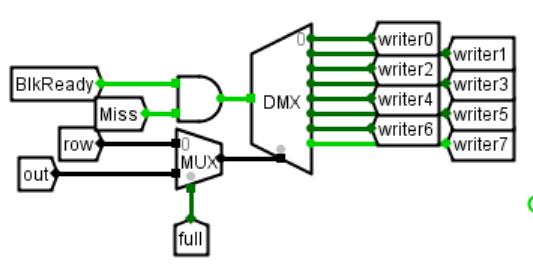 writer0
0
writer1
BlkReady
writer2
DMX
writer3
Miss
writer4
writer5
row
0
writer6
MUX
writer7
out
full